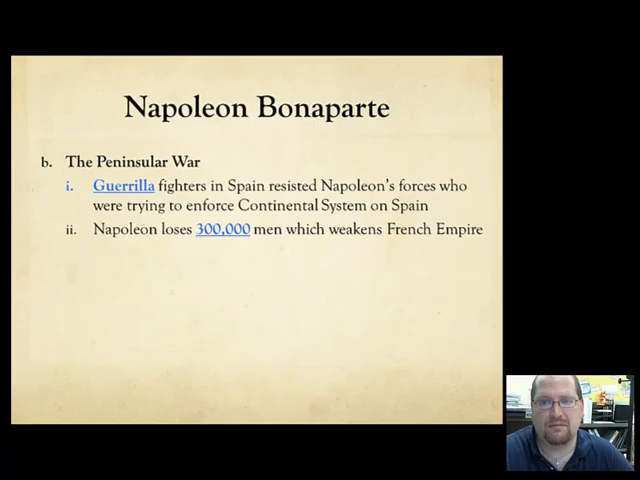 Napoleon Bonaparte
b. The Peninsular War
i. Guerrilla fighters in Spain resisted Napoleon's forces who
were trying to enforce Continental System on Spain
ii. Napoleon loses 300,000 men which weakens French Empire